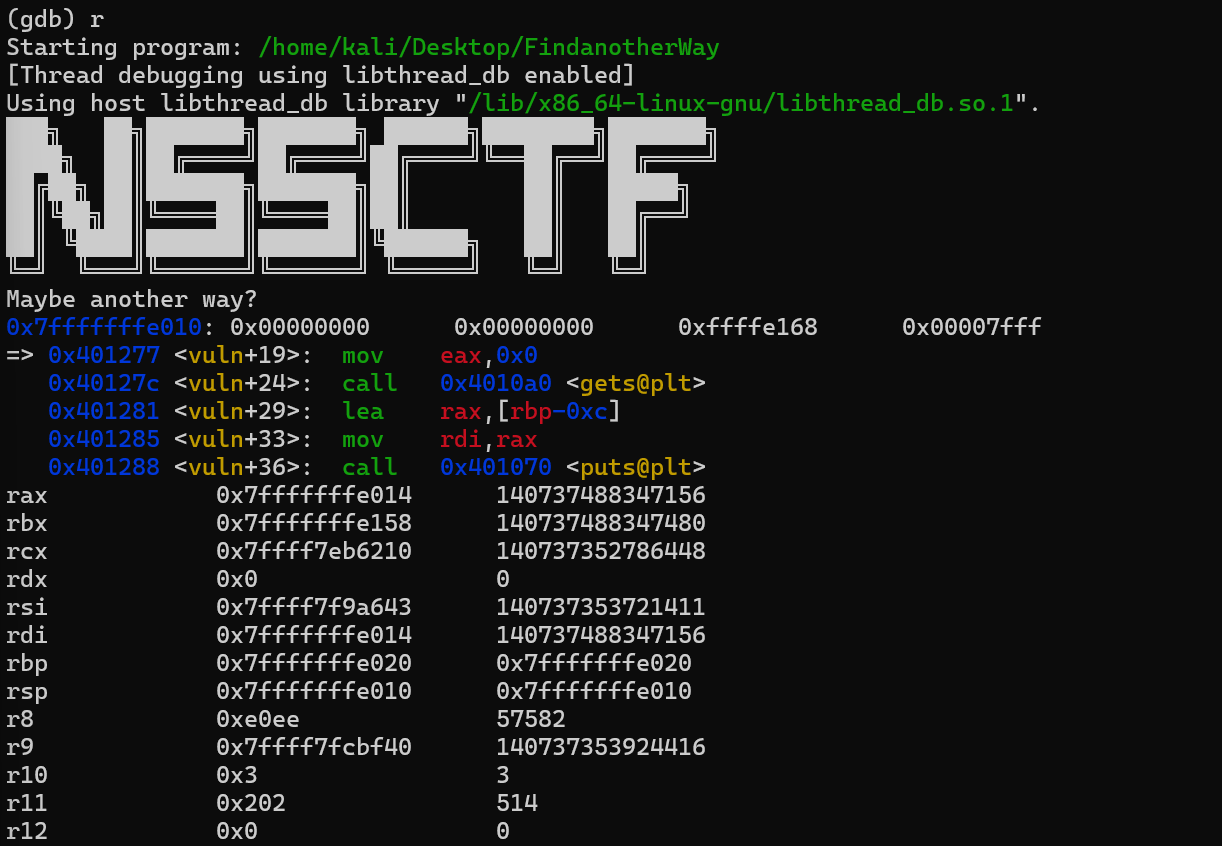 (gdb) r
Starting program: /home/kali/Desktop/FindanotherWay
[Thread debugging using libthread_db enabled]
Using host libthread_db library "/lib/x86_64-linux-gnu/libthread_db.so.1".
NSSCTF
Maybe another way?
0x7fffffffe010: 0x00000000 0x00000000 0xffffe168 0x00007fff
=> 0x401277 <vuln+19>: mov eax,0x0
0x40127c <vuln+24>: call 0x4010a0 <gets@plt>
0x401281 <vuln+29>: lea rax,[rbp-0xc]
0x401285 <vuln+33>: mov rdi,rax
0x401288 <vuln+36>: call 0x401070 <puts@plt>
rax 0x7fffffffe014 140737488347156
rbx 0x7fffffffe158 140737488347480
rcx 0x7ffff7eb6210 140737352786448
rdx 0x0 0
rsi 0x7ffff7f9a643 140737353721411
rdi 0x7fffffffe014 140737488347156
rbp 0x7fffffffe020 0x7fffffffe020
rsp 0x7fffffffe010 0x7fffffffe010
r8 0xe0ee 57582
r9 0x7ffff7fcbf40 140737353924416
r10 0x3 3
r11 0x202 514
r12 0x0 0